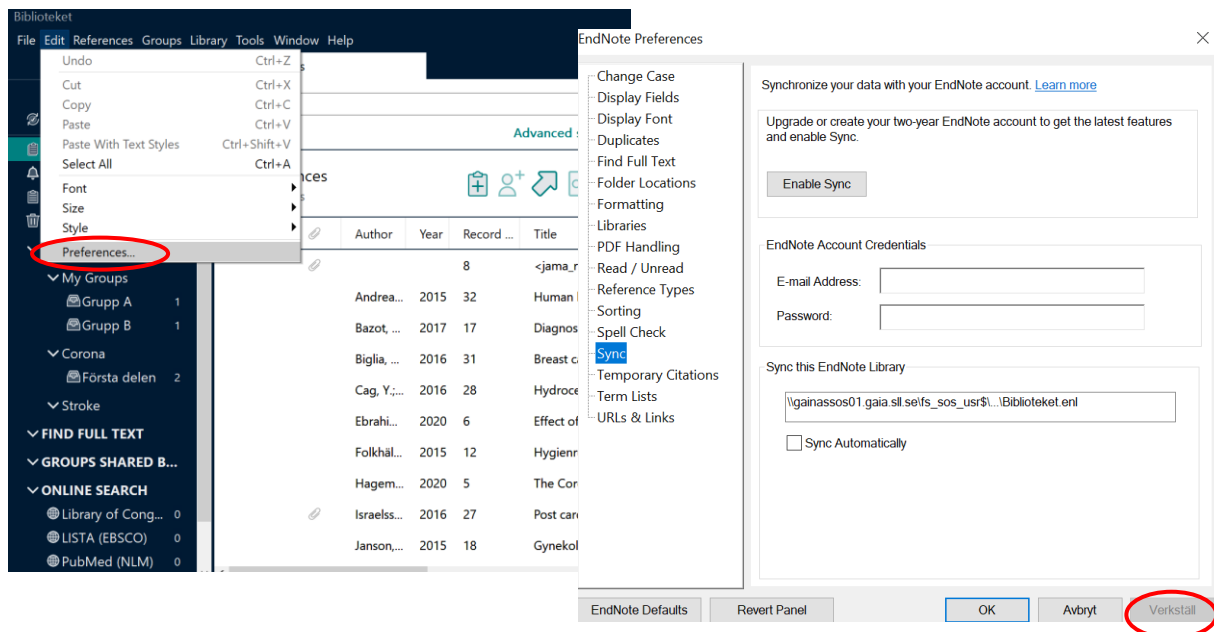 Biblioteket
File Edit References Groups Library Tools Window Help
Undo Ctrl+Z
Cut Ctrl+X
Copy Ctrl+C
Paste Ctrl+V
Paste With Text Styles Ctrl+Shift+V
Select All Ctrl+A
Font
Size
Style
Preferences...
Advanced
My Groups
Grupp A 1
Grupp B 1
Corona
Första delen 2
Stroke
FIND FULL TEXT
GROUPS SHARED B...
ONLINE SEARCH
Library of Cong... 0
LISTA (EBSCO) 0
PubMed (NLM) 0
Author Year Record ... Title
8 <jama_r
Andrea... 2015 32 Human
Bazot, ... 2017 17 Diagnos
Biglia, ... 2016 31 Breast ca
Cag, Y.;... 2016 28 Hydroce
Ebrahi... 2020 6 Effect of
Folkhäl... 2015 12 Hygienr
Hagem... 2020 5 The Cor
Israelss... 2016 27 Post card
Janson,... 2015 18 Gynekol
EndNote Preferences
Change Case
Display Fields
Display Font
Duplicates
Find Full Text
Folder Locations
Formatting
Libraries
PDF Handling
Read / Unread
Reference Types
Sorting
Spell Check
Sync
Temporary Citations
Term Lists
URLs & Links
Synchronize your data with your EndNote account. Learn more
Upgrade or create your two-year EndNote account to get the latest features
and enable Sync.
Enable Sync
EndNote Account Credentials
E-mail Address:
Password:
Sync this EndNote Library
\\gainassos01.gaia.sll.se\fs_sos_usr$\...\Biblioteket.enl
Sync Automatically
EndNote Defaults Revert Panel OK Avbryt Verkställ